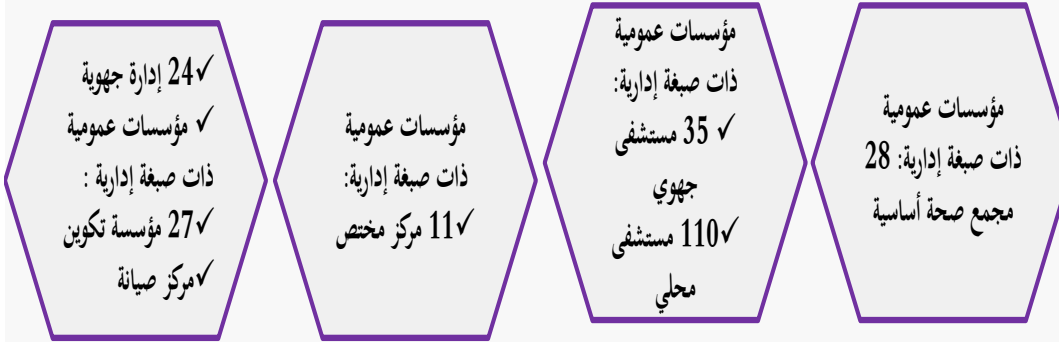 مؤسسات عمومية
ذات صبغة إدارية: 28
مجمع صحة أساسية
مؤسسات عمومية
ذات صبغة إدارية:
✓ 35 مستشفى
جهوي
✓110 مستشفى
محلي
مؤسسات عمومية
ذات صبغة إدارية:
✓11 مركز مختص
✓24 إدارة جهوية
✓ مؤسسات عمومية
ذات صبغة إدارية :
✓27 مؤسسة تكوين
✓مركز صيانة